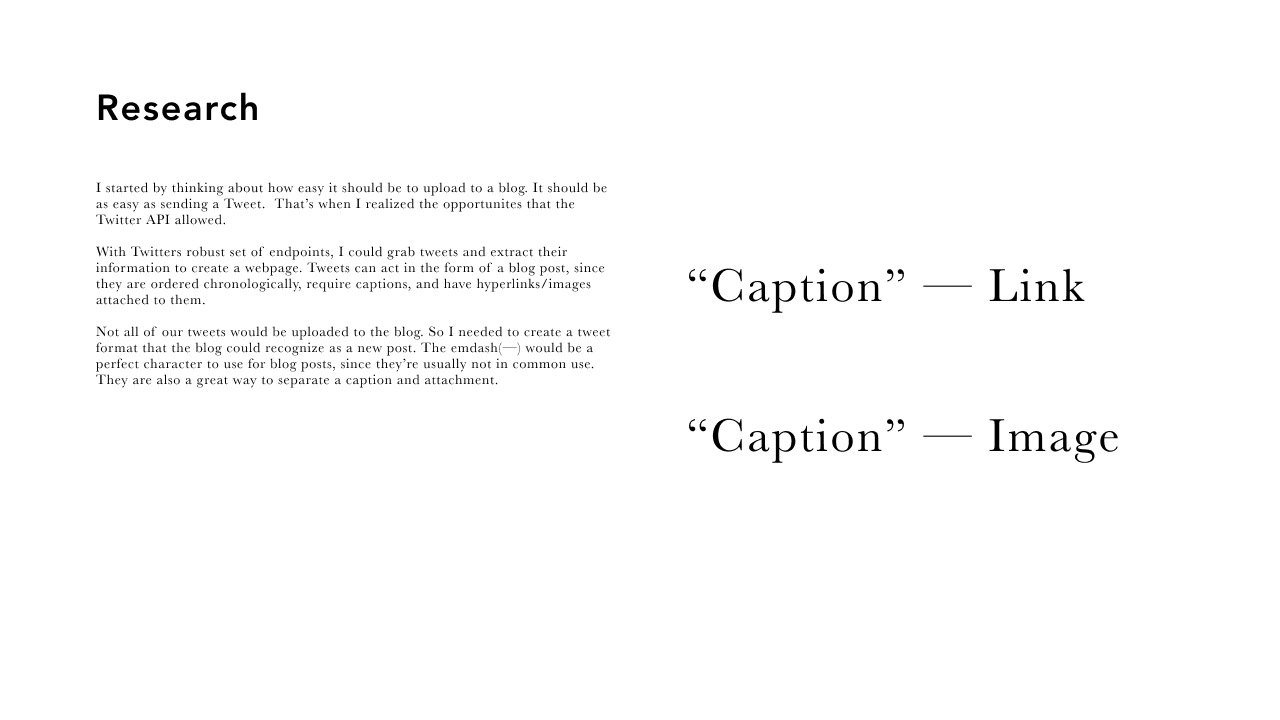 Research
I started by thinking about how easy it should be to upload to a blog. It should be
as easy as sending a Tweet.  That’s when I realized the opportunites that the
Twitter API allowed.
With Twitters robust set of endpoints, I could grab tweets and extract their
information to create a webpage. Tweets can act in the form of a blog post, since
they are ordered chronologically, require captions, and have hyperlinks/images
attached to them.
Not all of our tweets would be uploaded to the blog. So I needed to create a tweet
format that the blog could recognize as a new post. The emdash(—) would be a
perfect character to use for blog posts, since they’re usually not in common use.
They are also a great way to separate a caption and attachment.
“Caption” — Link
“Caption” — Image